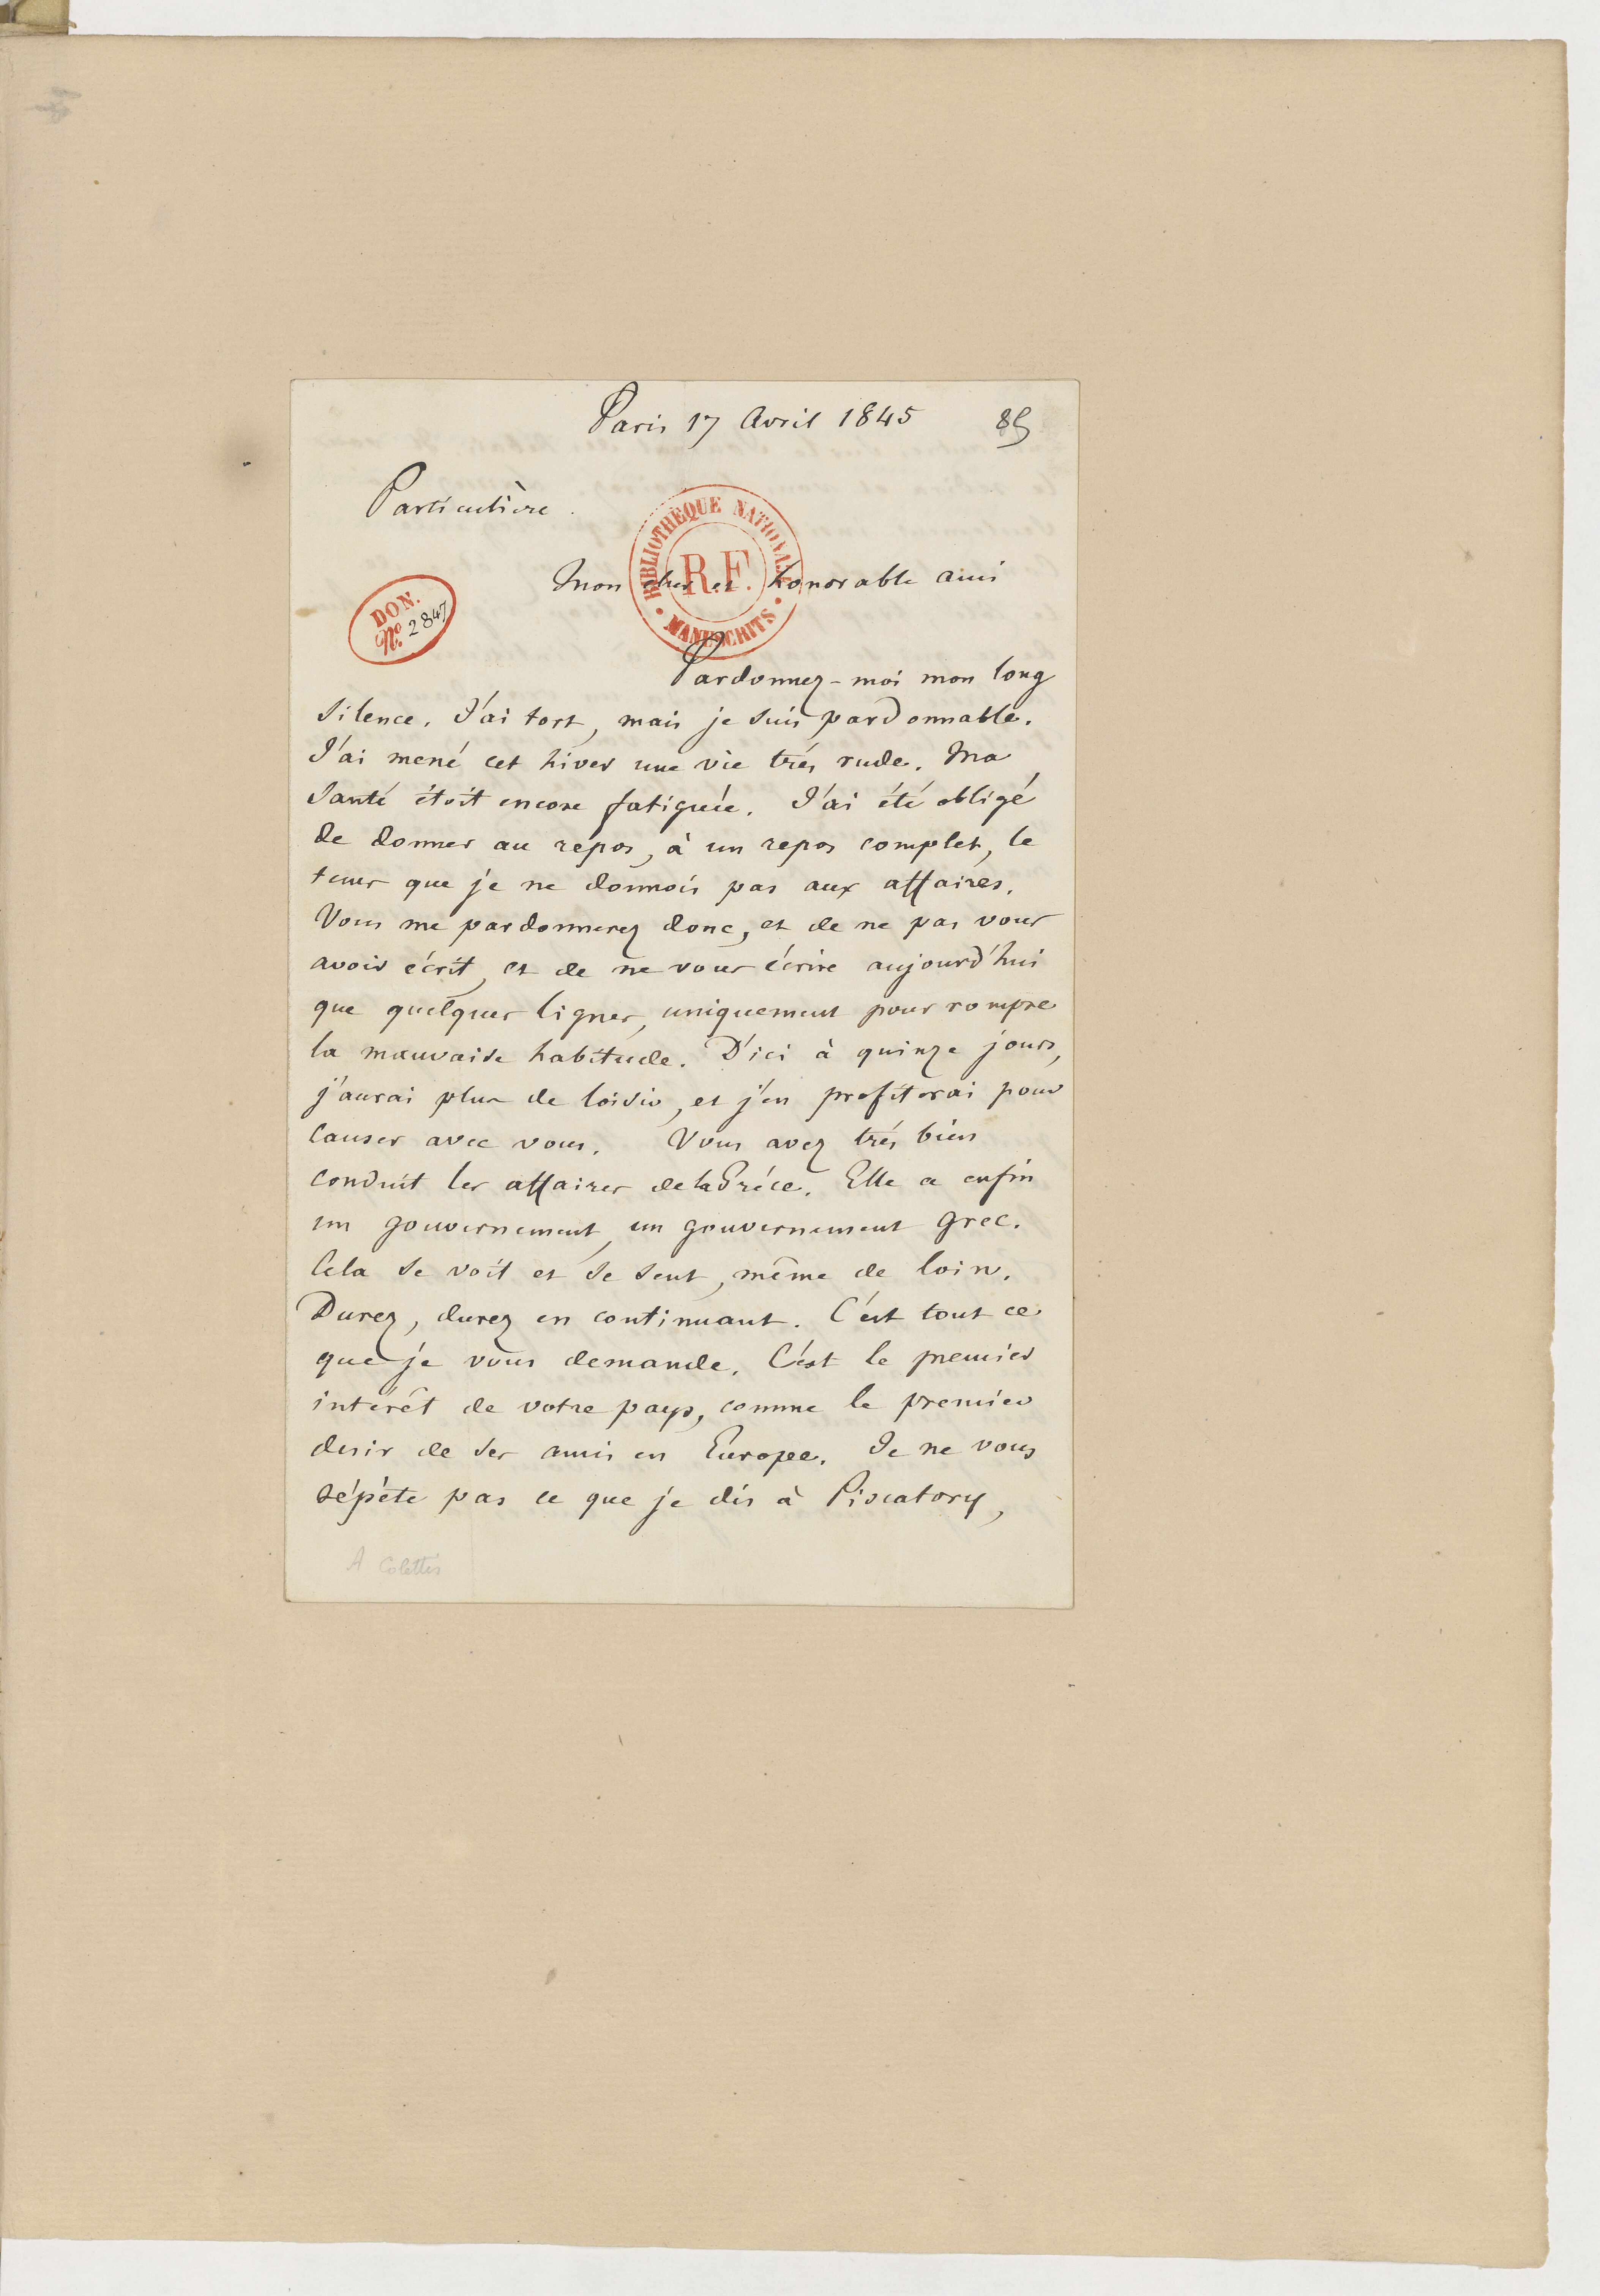 Paris 17 Avril 1845
85
Particulière.
BIBLIOTHÈQUE NATIONALE
R.F.
MANUSCRITS
DON.
No. 2847
Mon cher et honorable ami
Pardonnez-moi mon long
silence. J'ai tort, mais je suis pardonnable.
J'ai mené cet hiver une vie très rude. Ma
santé étoit encore fatiguée. J'ai été obligé
de donner au repos, à un repos complet, le
tems que je ne donnois pas aux affaires.
Vous me pardonnerez donc, et de ne pas vous
avoir écrit, et de ne vous écrire aujourd'hui
que quelques lignes, uniquement pour rompre
la mauvaise habitude. D'ici à quinze jours,
j'aurai plus de loisir, et j'en profiterai pour
causer avec vous. Vous avez très bien
conduit les affaires de la Grèce. Elle a enfin
un gouvernement, un gouvernement grec.
Cela se voit et se sent, même de loin.
Durez, durez en continuant. C'est tout ce
que je vous demande. C'est le premier
intérêt de votre pays, comme le premier
desir de ses amis en Europe. Je ne vous
répète pas ce que je dis à Piscatory,
A Colettis